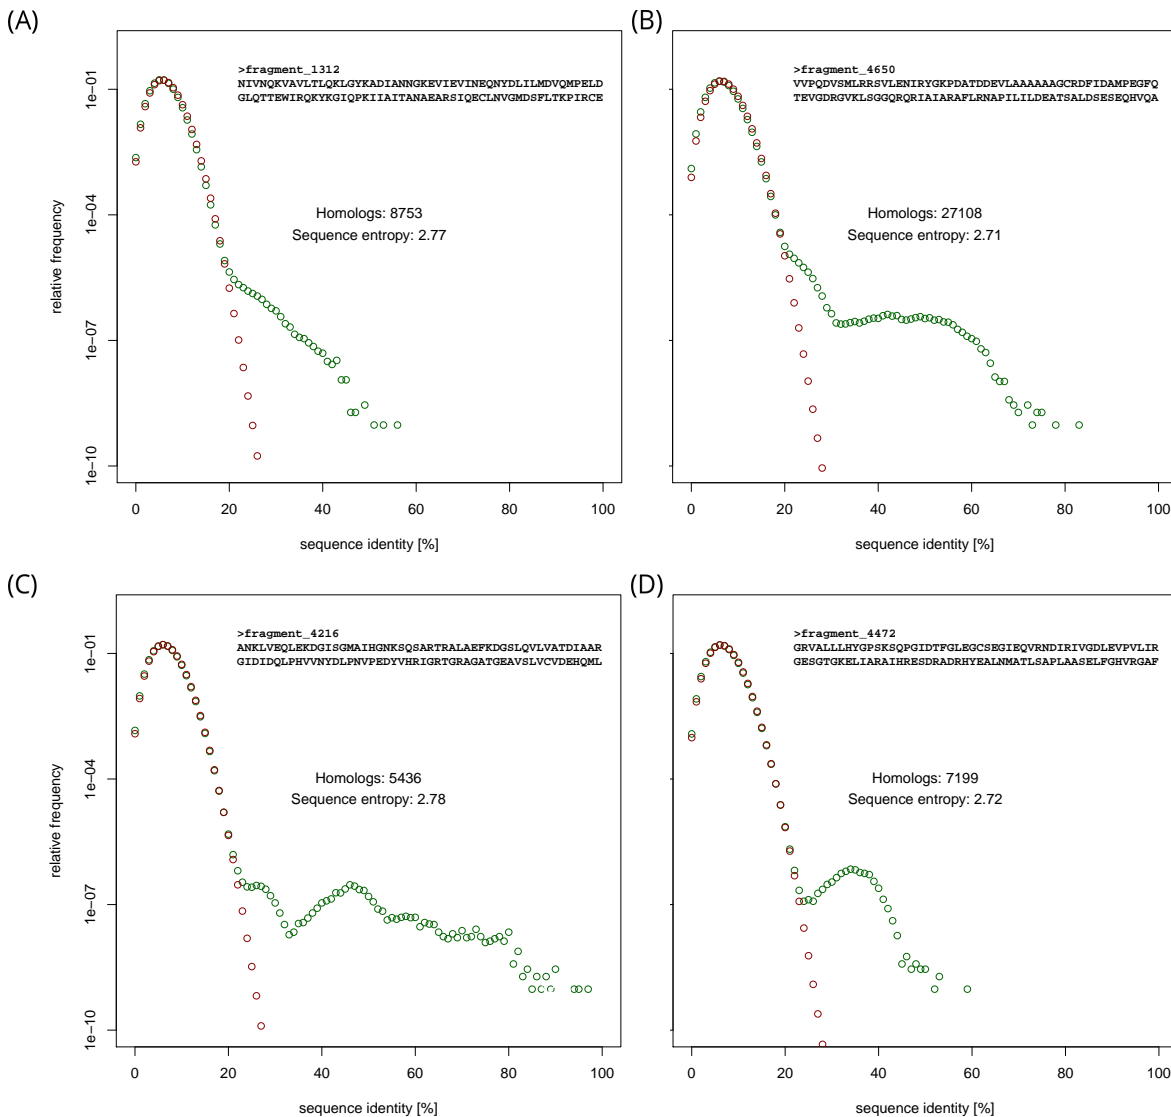 (A)
>fragment_1312
NIVNQKVAVLTLQKLGYKADIANNGKEVIEVINEQNYDLILMDVQMPELD
GLQTTEWIRQKYKGIQPKIIAITANAEARSIQECLNVGMDSFLTKPIRCE
Homologs: 8753
Sequence entropy: 2.77
relative frequency
1e-01
1e-04
1e-07
1e-10
0 20 40 60 80 100
sequence identity [%]
(B)
>fragment_4650
VVPQDVSMLRRSVLENIRYGKPDATDDEVLAAAAAAGCRDFIDAMPEGFQ
TEVGDRGVKLSGGQRQRIAIARAFLRNAPILILDEATSALDSESEQHVQA
Homologs: 27108
Sequence entropy: 2.71
0 20 40 60 80 100
sequence identity [%]
(C)
>fragment_4216
ANKLVEQLEKDGISGMAIHGNKSQSARTRALAEFKDGSLQVLVATDIAAR
GIDIDQLPHVVNYDLPNVPEDYVHRIGRTGRAGATGEAVSLVCVDEHQML
Homologs: 5436
Sequence entropy: 2.78
relative frequency
1e-01
1e-04
1e-07
1e-10
0 20 40 60 80 100
sequence identity [%]
(D)
>fragment_4472
GRVALLLHYGPSKSQPGIDTFGLEGCSEGIEQVRNDIRIVGDLEVPVLIR
GESGTGKELIARAIHRESDRADRHYEALNMATLSAPLAASELFGHVRGAF
Homologs: 7199
Sequence entropy: 2.72
0 20 40 60 80 100
sequence identity [%]